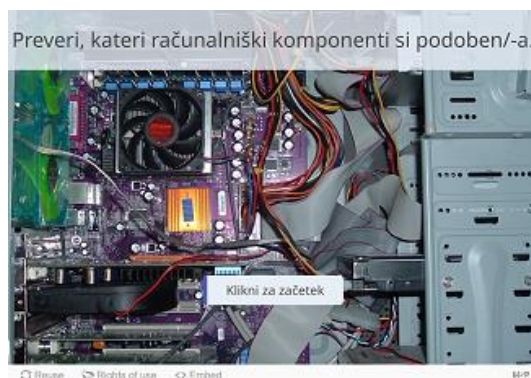 Preveri, kateri računalniški komponenti si podoben/-a
Klikni za začetek
Reuse
Rights of use
Embed
H-P